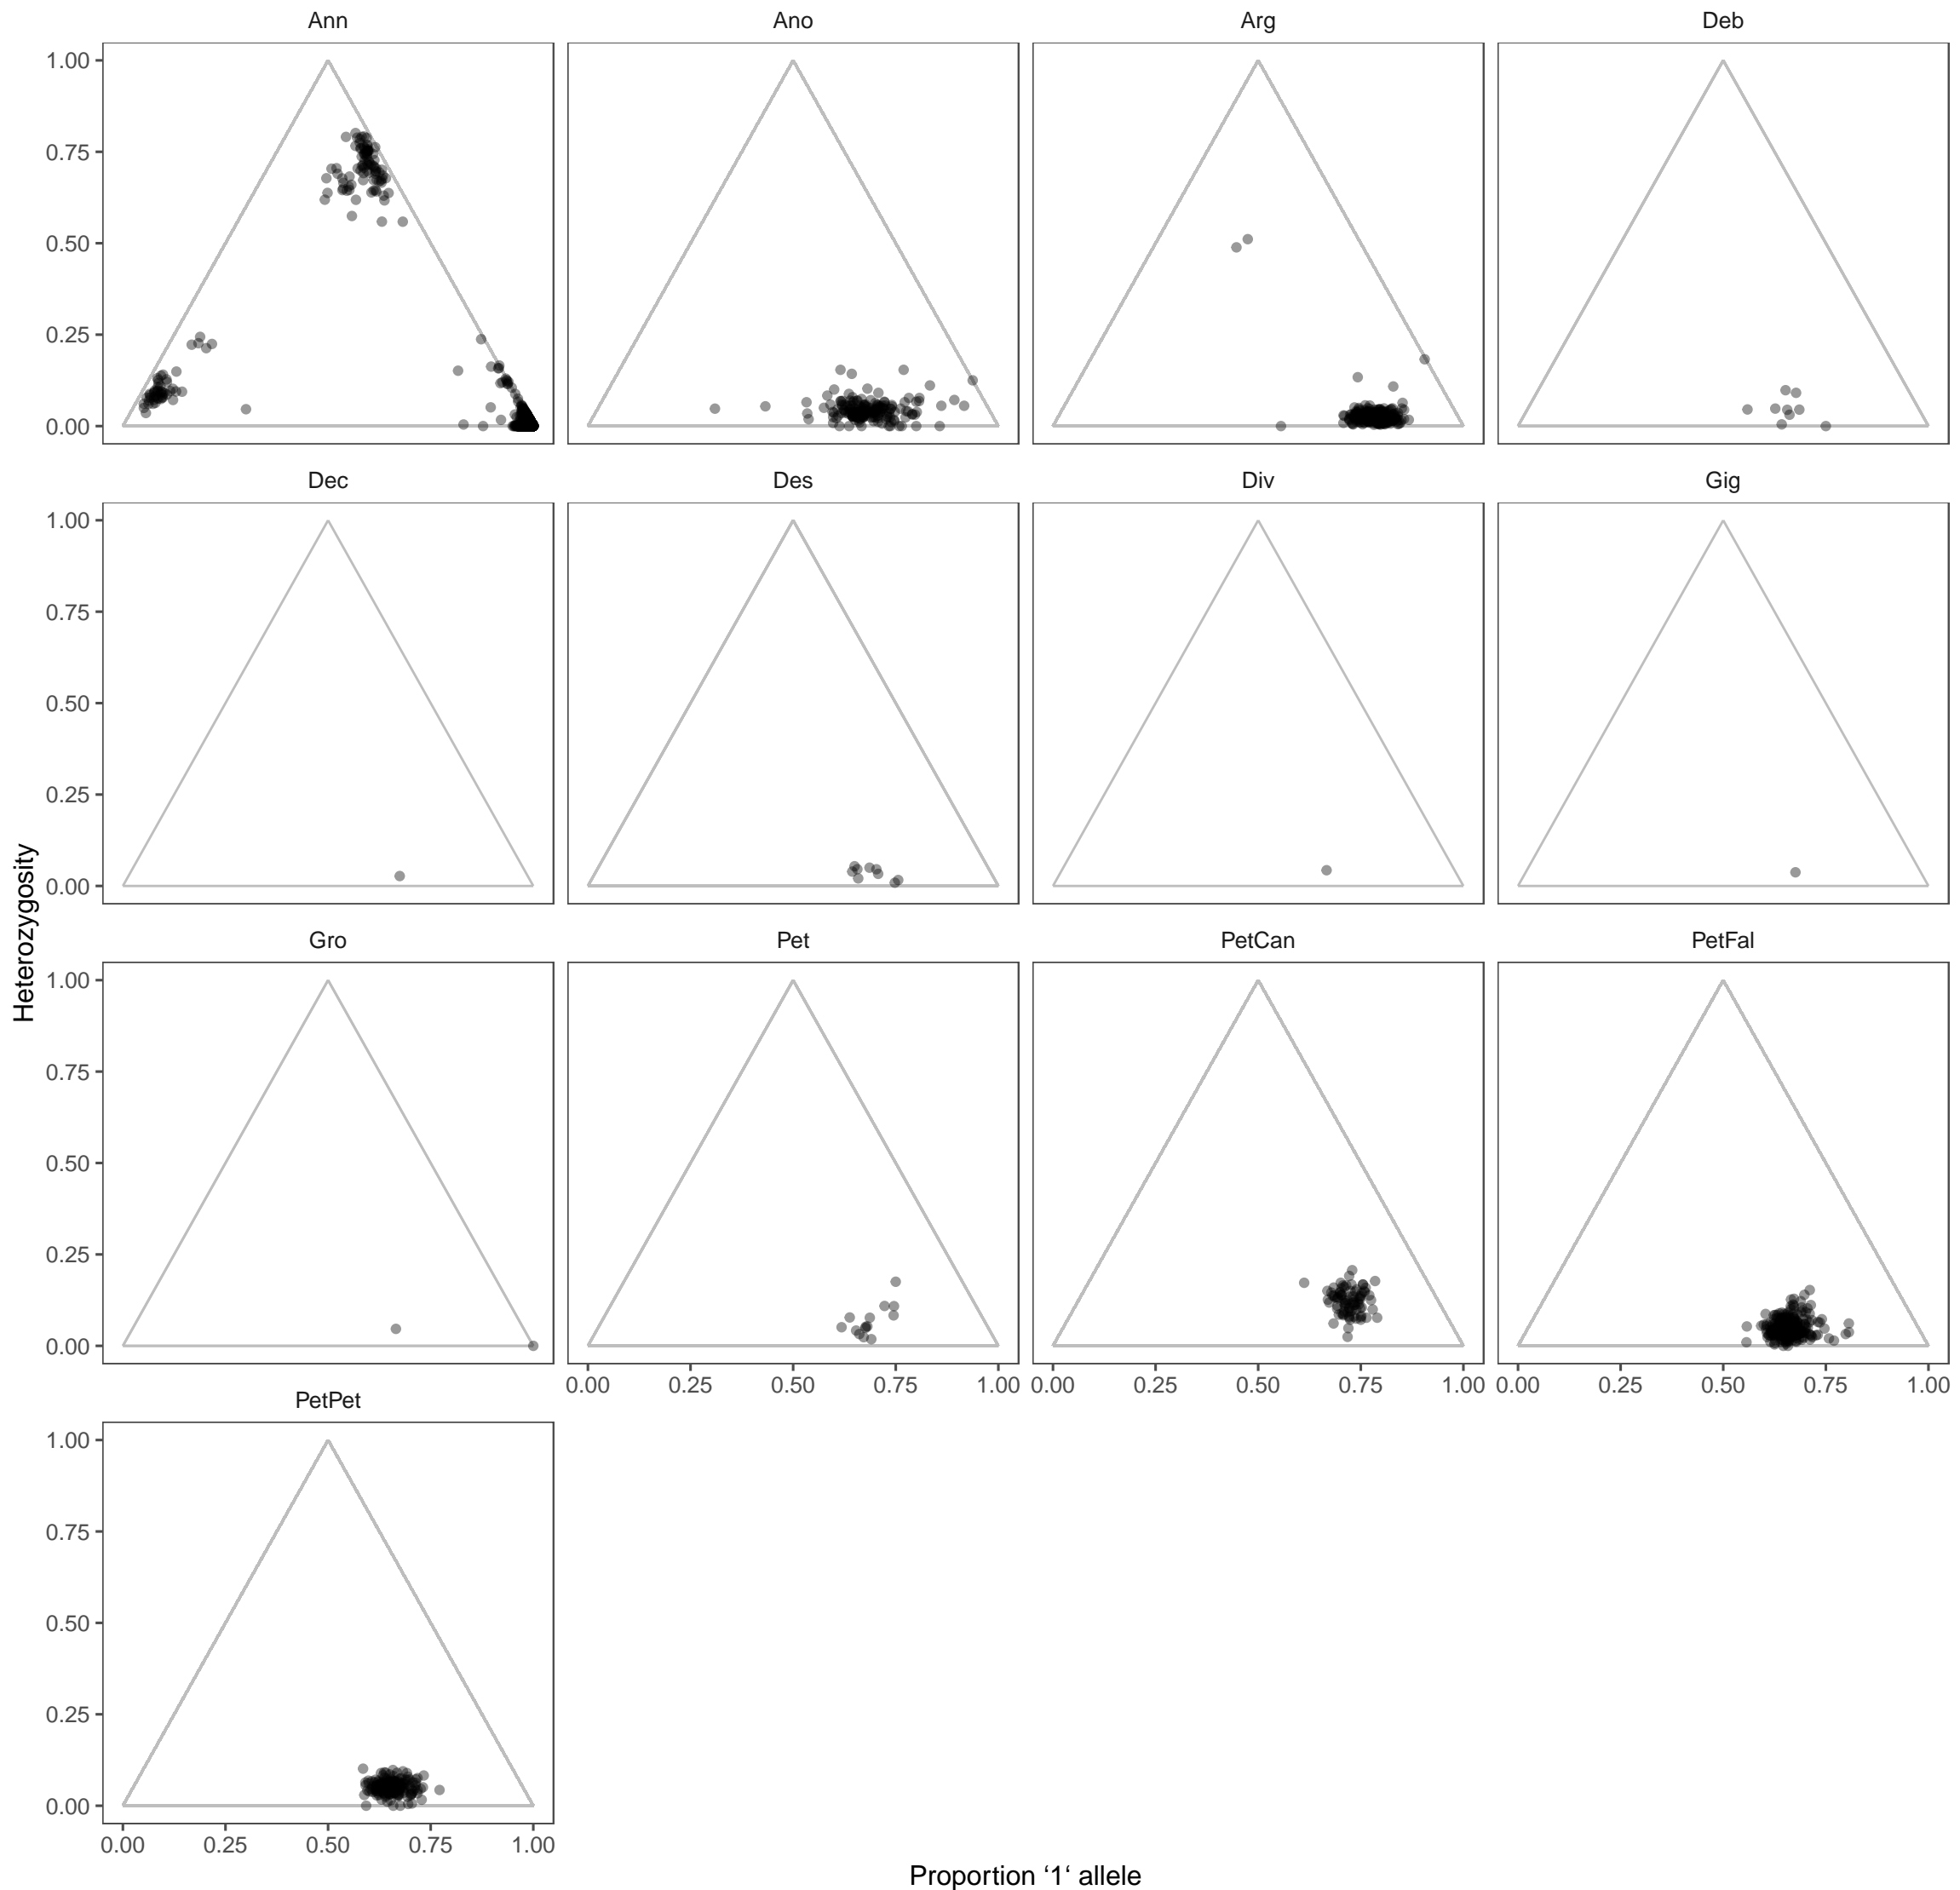 Ann Ano Arg Deb
1.00
0.75
0.50
0.25
0.00
Dec Des Div Gig
1.00
0.75
0.50
0.25
0.00
Heterozygosity
Gro Pet PetCan PetFal
1.00
0.75
0.50
0.25
0.00
0.00 0.25 0.50 0.75 1.00 0.00 0.25 0.50 0.75 1.00 0.00 0.25 0.50 0.75 1.00
PetPet
1.00
0.75
0.50
0.25
0.00
0.00 0.25 0.50 0.75 1.00
Proportion ‘1‘ allele